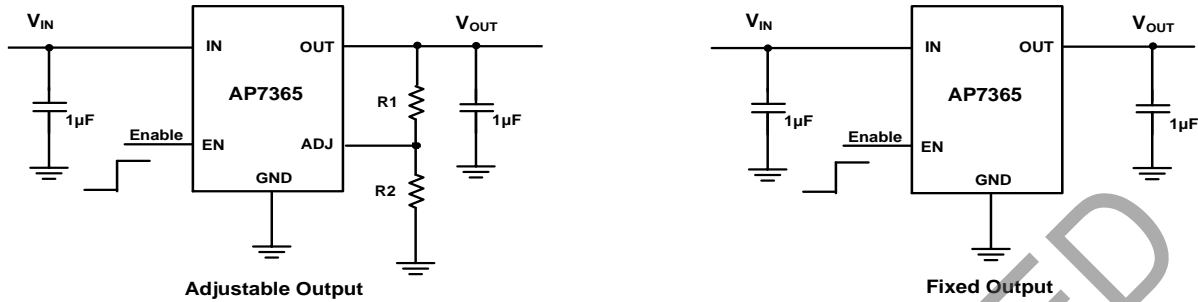 VIN
VOUT
IN
OUT
AP7365
R1
1µF
1µF
Enable
EN
ADJ
GND
R2
Adjustable Output
VIN
VOUT
IN
OUT
AP7365
1µF
1µF
Enable
EN
GND
Fixed Output
ED